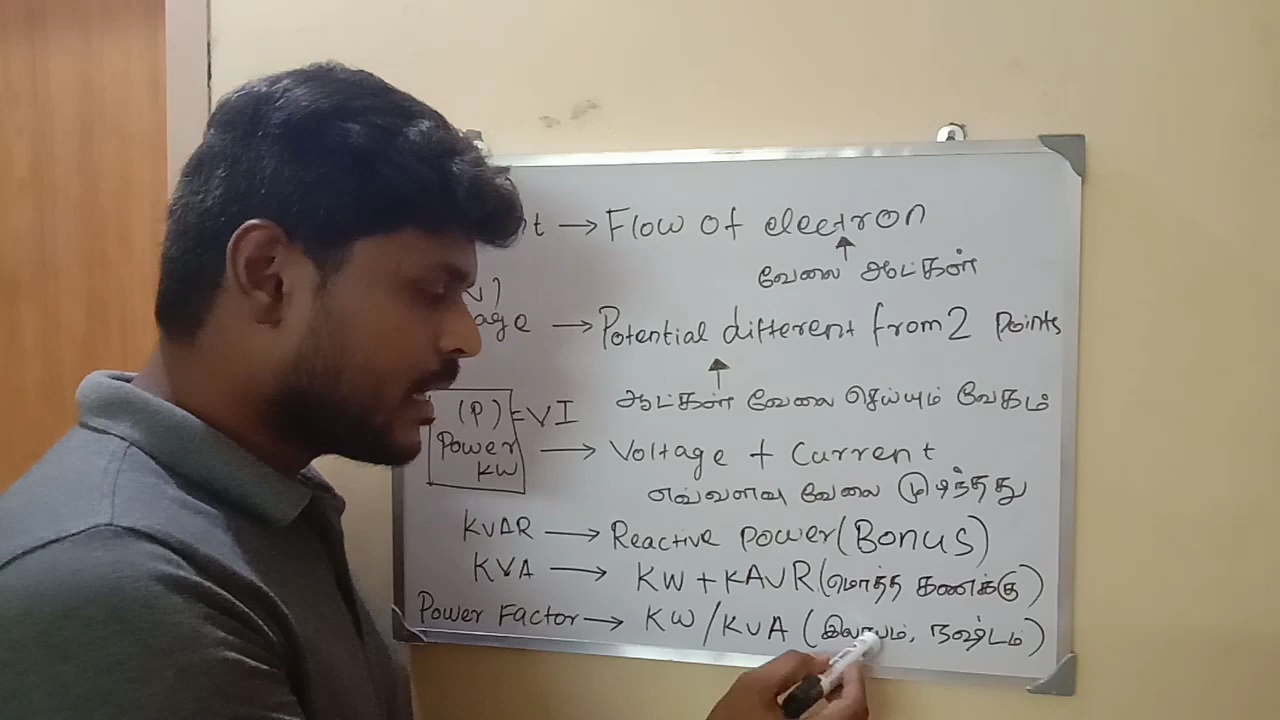 t → Flow of electron
வேலை ஆட்கள்
V)
age → Potential different from 2 Points
ஆட்கள் வேலை செய்யும் வேகம்
(P) = VI
Power → Voltage + Current
KW
எவ்வளவு வேலை முடிந்தது
KVAR → Reactive Power (Bonus)
KVA → KW + KAVR (மொத்த கணக்கு)
Power Factor → KW / KVA (இலாபம், நஷ்டம்)